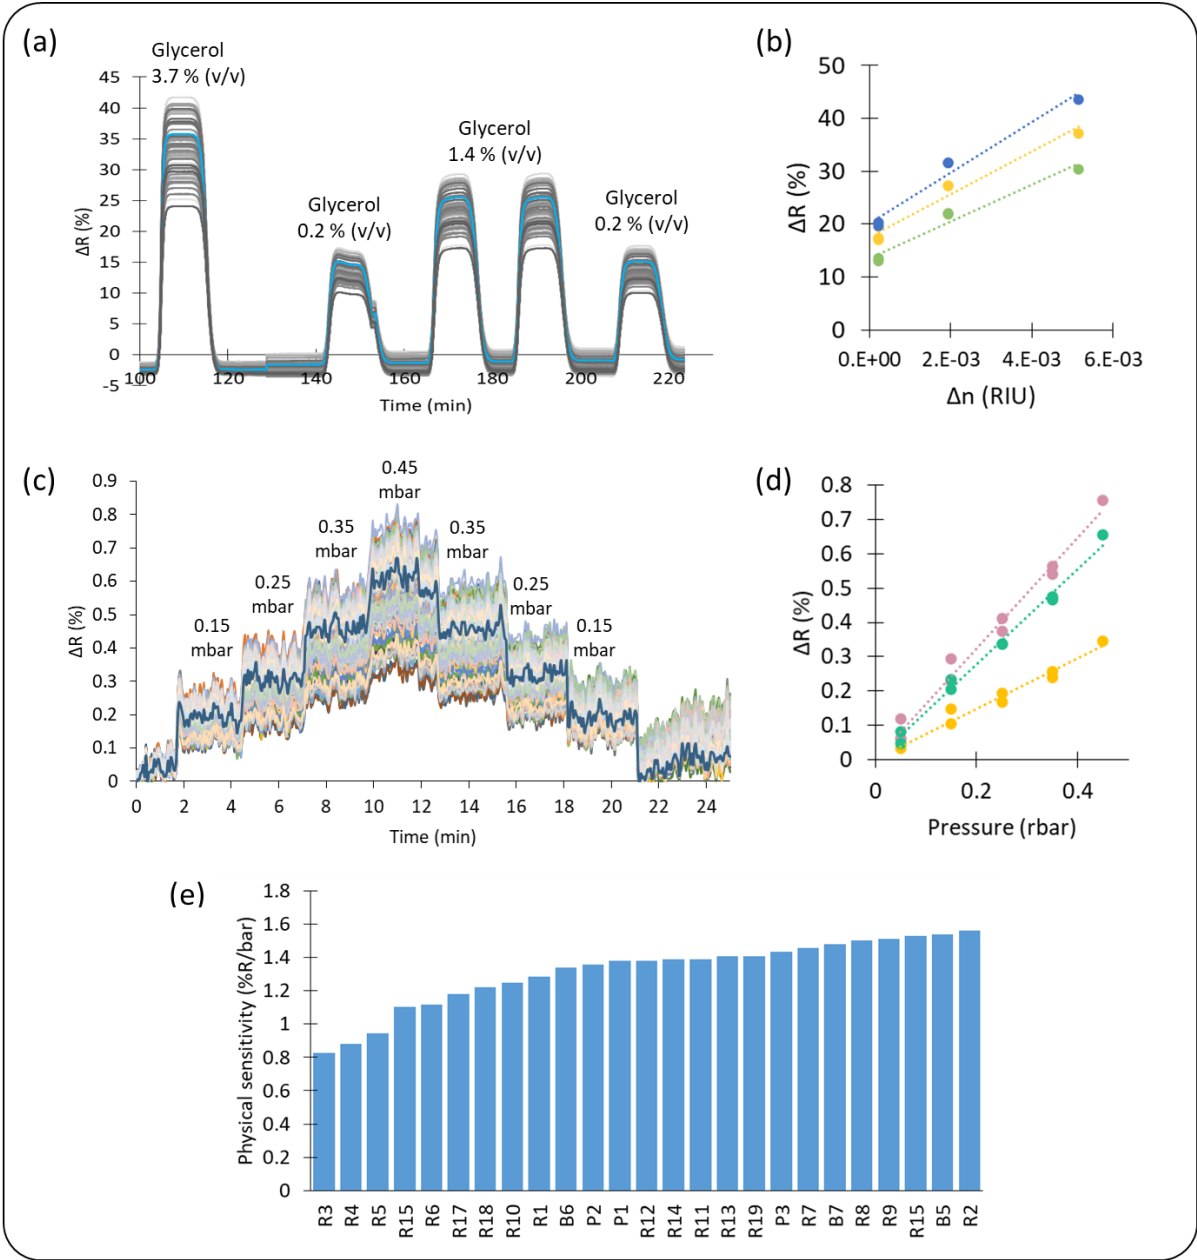 (a)
Glycerol
3.7 % (v/v)
Glycerol
0.2 % (v/v)
Glycerol
1.4 % (v/v)
Glycerol
0.2 % (v/v)
45
40
35
30
25
20
15
10
5
0
-5
ΔR (%)
100 120 140 160 180 200 220
Time (min)
(b)
50
40
30
20
10
0
ΔR (%)
0.E+00 2.E-03 4.E-03 6.E-03
Δn (RIU)
(c)
0.9
0.8
0.7
0.6
0.5
0.4
0.3
0.2
0.1
0
ΔR (%)
0.15
mbar
0.25
mbar
0.35
mbar
0.45
mbar
0.35
mbar
0.25
mbar
0.15
mbar
0 2 4 6 8 10 12 14 16 18 20 22 24
Time (min)
(d)
0.8
0.7
0.6
0.5
0.4
0.3
0.2
0.1
0
ΔR (%)
0 0.2 0.4
Pressure (rbar)
(e)
1.8
1.6
1.4
1.2
1
0.8
0.6
0.4
0.2
0
Physical sensitivity (%R/bar)
R3 R4 R5 R15 R6 R17 R18 R10 R1 B6 P2 P1 R12 R14 R11 R13 R19 P3 R7 B7 R8 R9 R15 B5 R2